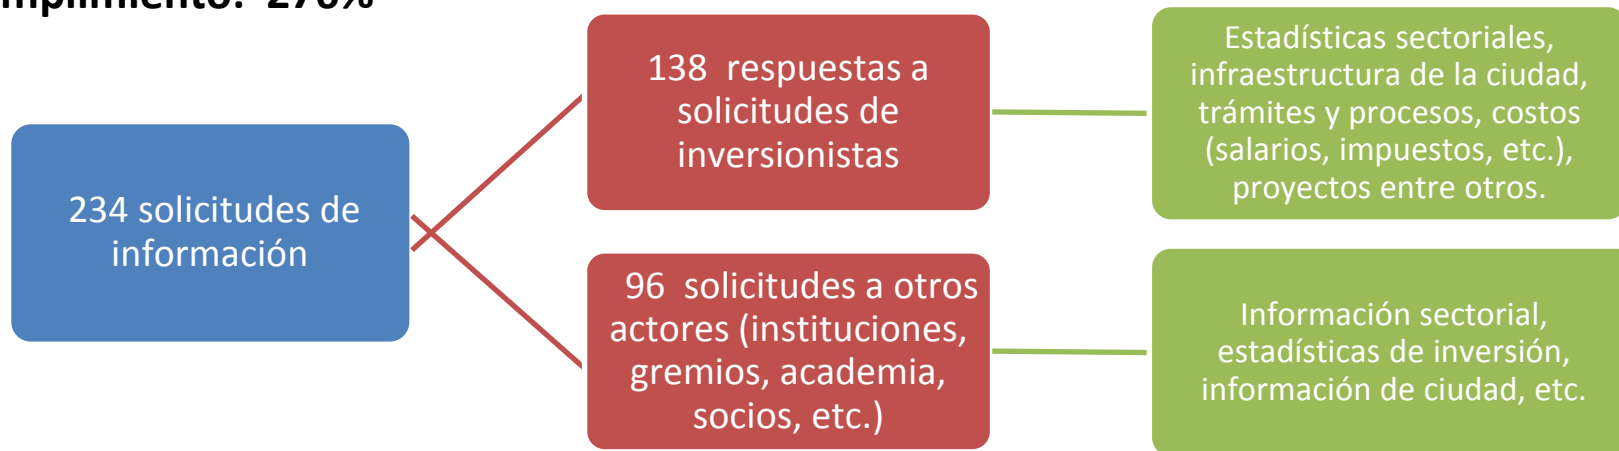 mplimiento: 276%
234 solicitudes de
información
138 respuestas a
solicitudes de
inversionistas
Estadísticas sectoriales,
infraestructura de la ciudad,
trámites y procesos, costos
(salarios, impuestos, etc.),
proyectos entre otros.
96 solicitudes a otros
actores (instituciones,
gremios, academia,
socios, etc.)
Información sectorial,
estadísticas de inversión,
información de ciudad, etc.